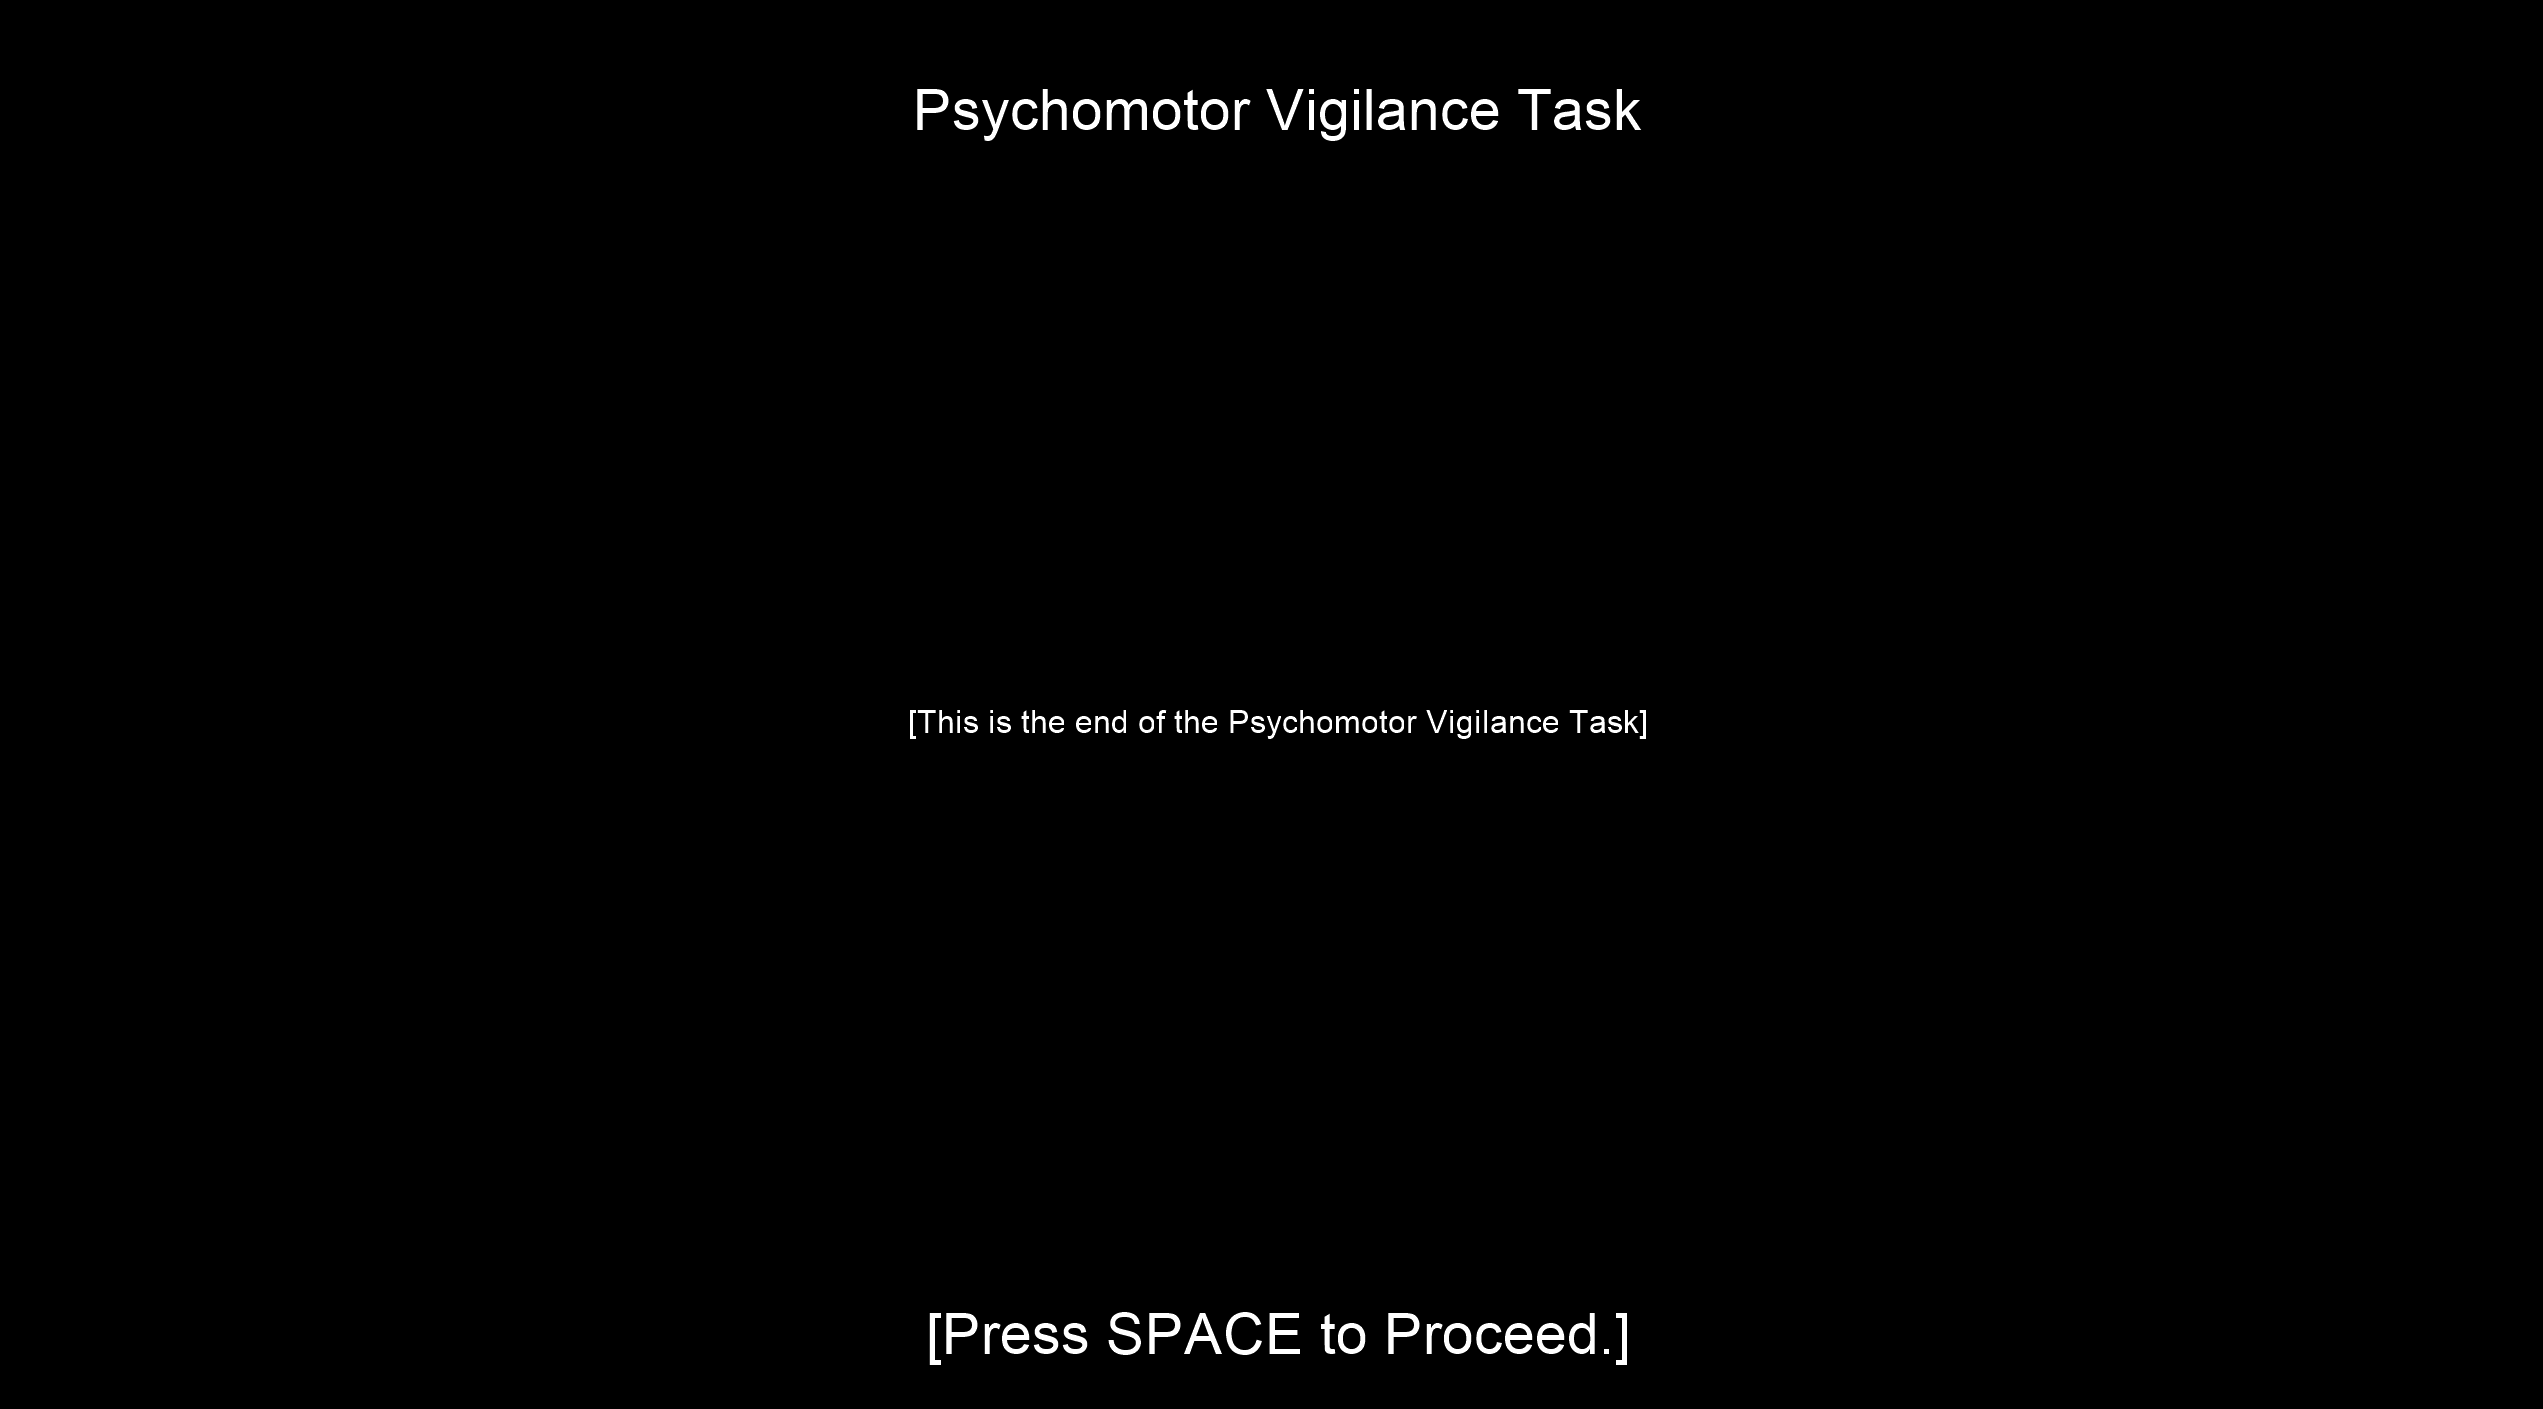 Psychomotor Vigilance Task
[This is the end of the Psychomotor Vigilance Task]
[Press SPACE to Proceed.]